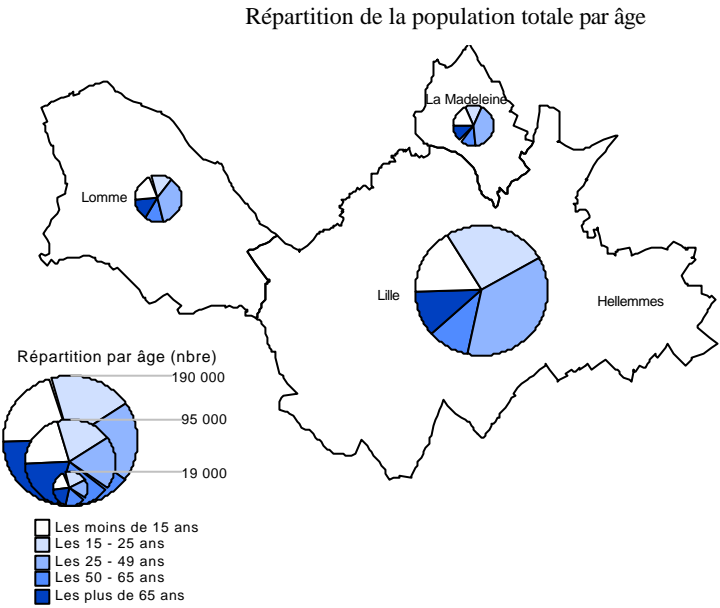 Répartition de la population totale par âge
La Madeleine
Lomme
Lille
Hellemmes
Répartition par âge (nbre)
190 000
95 000
19 000
Les moins de 15 ans
Les 15 - 25 ans
Les 25 - 49 ans
Les 50 - 65 ans
Les plus de 65 ans